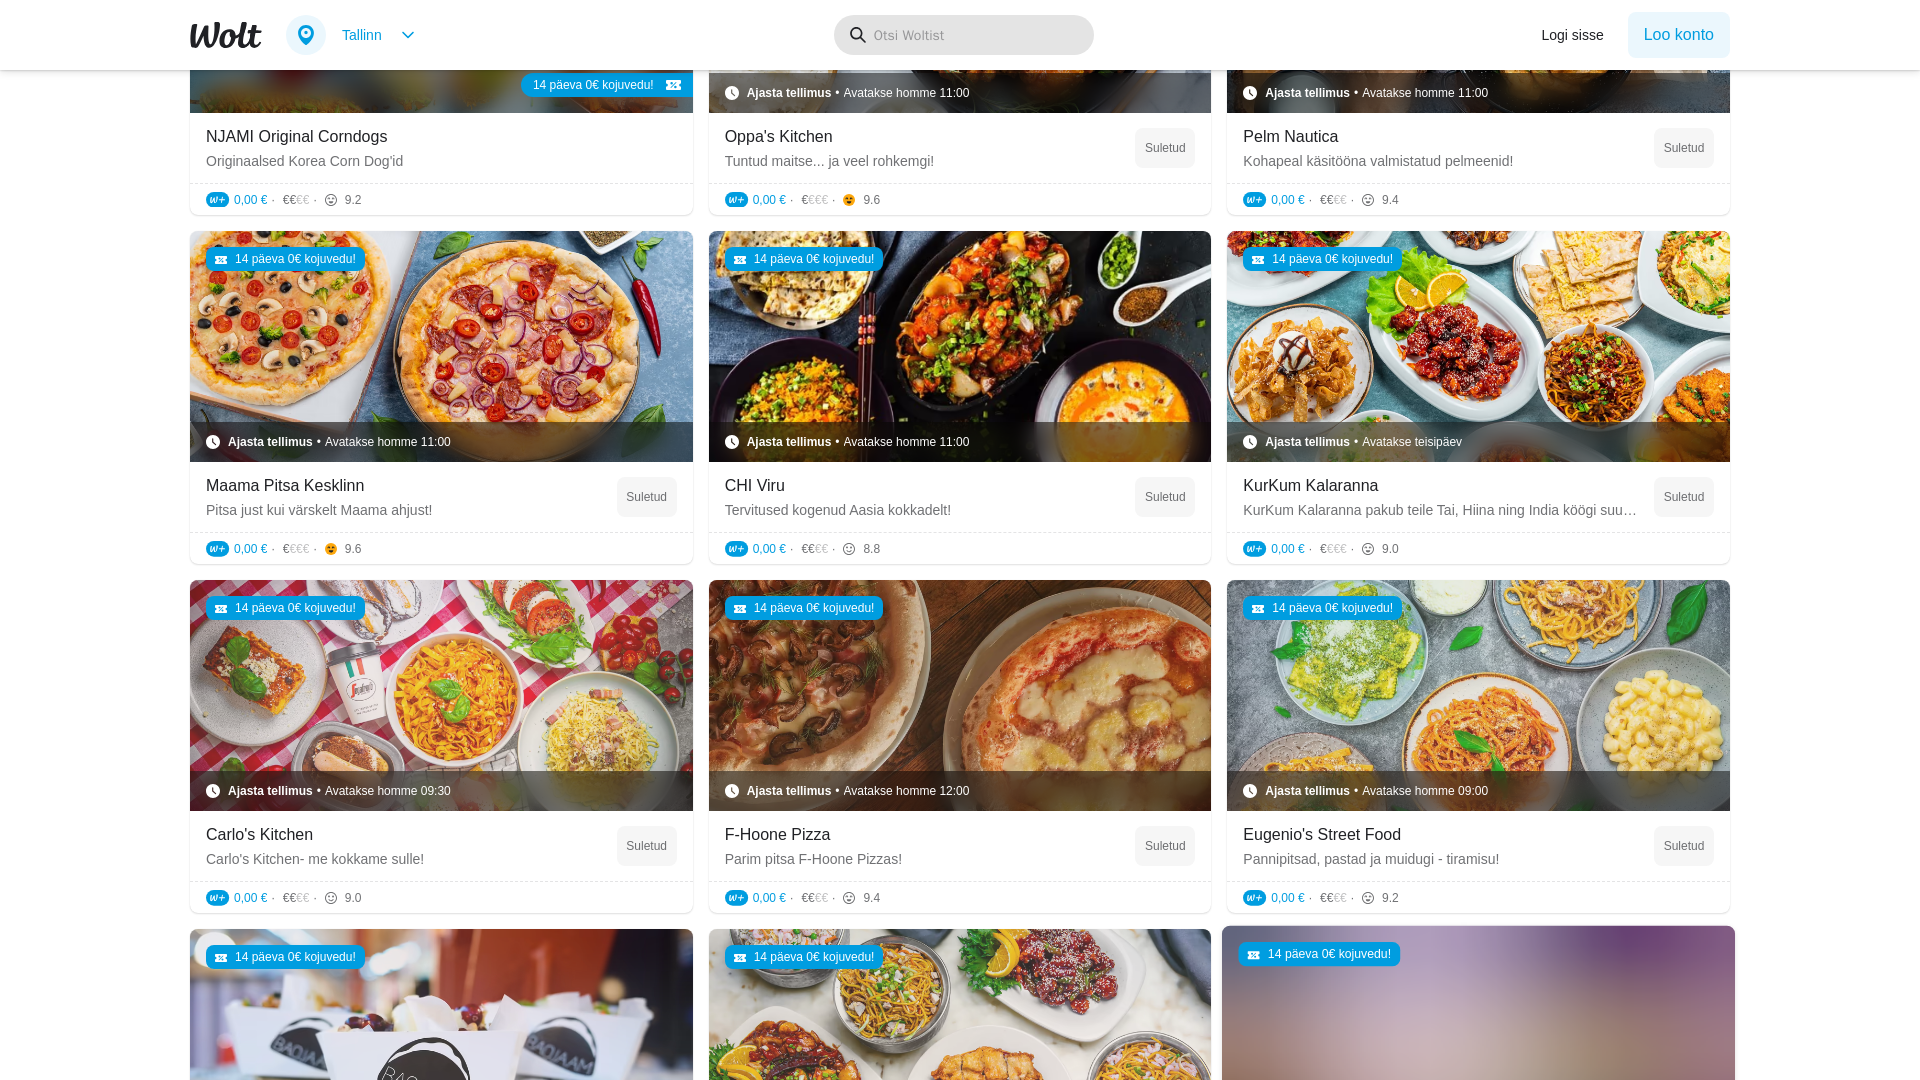 Wolt
Tallinn
Otsi Woltist
Logi sisse
Loo konto
14 päeva 0€ kojuvedu!
Ajasta tellimus • Avatakse homme 11:00
Ajasta tellimus • Avatakse homme 11:00
NJAMI Original Corndogs
Originaalsed Korea Corn Dog'id
W+ 0,00 € · €€€€ · 9.2
Oppa's Kitchen
Tuntud maitse... ja veel rohkemgi!
Suletud
W+ 0,00 € · €€€€ · 9.6
Pelm Nautica
Kohapeal käsitööna valmistatud pelmeenid!
Suletud
W+ 0,00 € · €€€€ · 9.4
14 päeva 0€ kojuvedu!
Ajasta tellimus • Avatakse homme 11:00
Maama Pitsa Kesklinn
Pitsa just kui värskelt Maama ahjust!
Suletud
W+ 0,00 € · €€€€ · 9.6
14 päeva 0€ kojuvedu!
Ajasta tellimus • Avatakse homme 11:00
CHI Viru
Tervitused kogenud Aasia kokkadelt!
Suletud
W+ 0,00 € · €€€€ · 8.8
14 päeva 0€ kojuvedu!
Ajasta tellimus • Avatakse teisipäev
KurKum Kalaranna
KurKum Kalaranna pakub teile Tai, Hiina ning India köögi suu…
Suletud
W+ 0,00 € · €€€€ · 9.0
14 päeva 0€ kojuvedu!
Ajasta tellimus • Avatakse homme 09:30
Carlo's Kitchen
Carlo's Kitchen- me kokkame sulle!
Suletud
W+ 0,00 € · €€€€ · 9.0
14 päeva 0€ kojuvedu!
Ajasta tellimus • Avatakse homme 12:00
F-Hoone Pizza
Parim pitsa F-Hoone Pizzas!
Suletud
W+ 0,00 € · €€€€ · 9.4
14 päeva 0€ kojuvedu!
Ajasta tellimus • Avatakse homme 09:00
Eugenio's Street Food
Pannipitsad, pastad ja muidugi - tiramisu!
Suletud
W+ 0,00 € · €€€€ · 9.2
14 päeva 0€ kojuvedu!
14 päeva 0€ kojuvedu!
14 päeva 0€ kojuvedu!